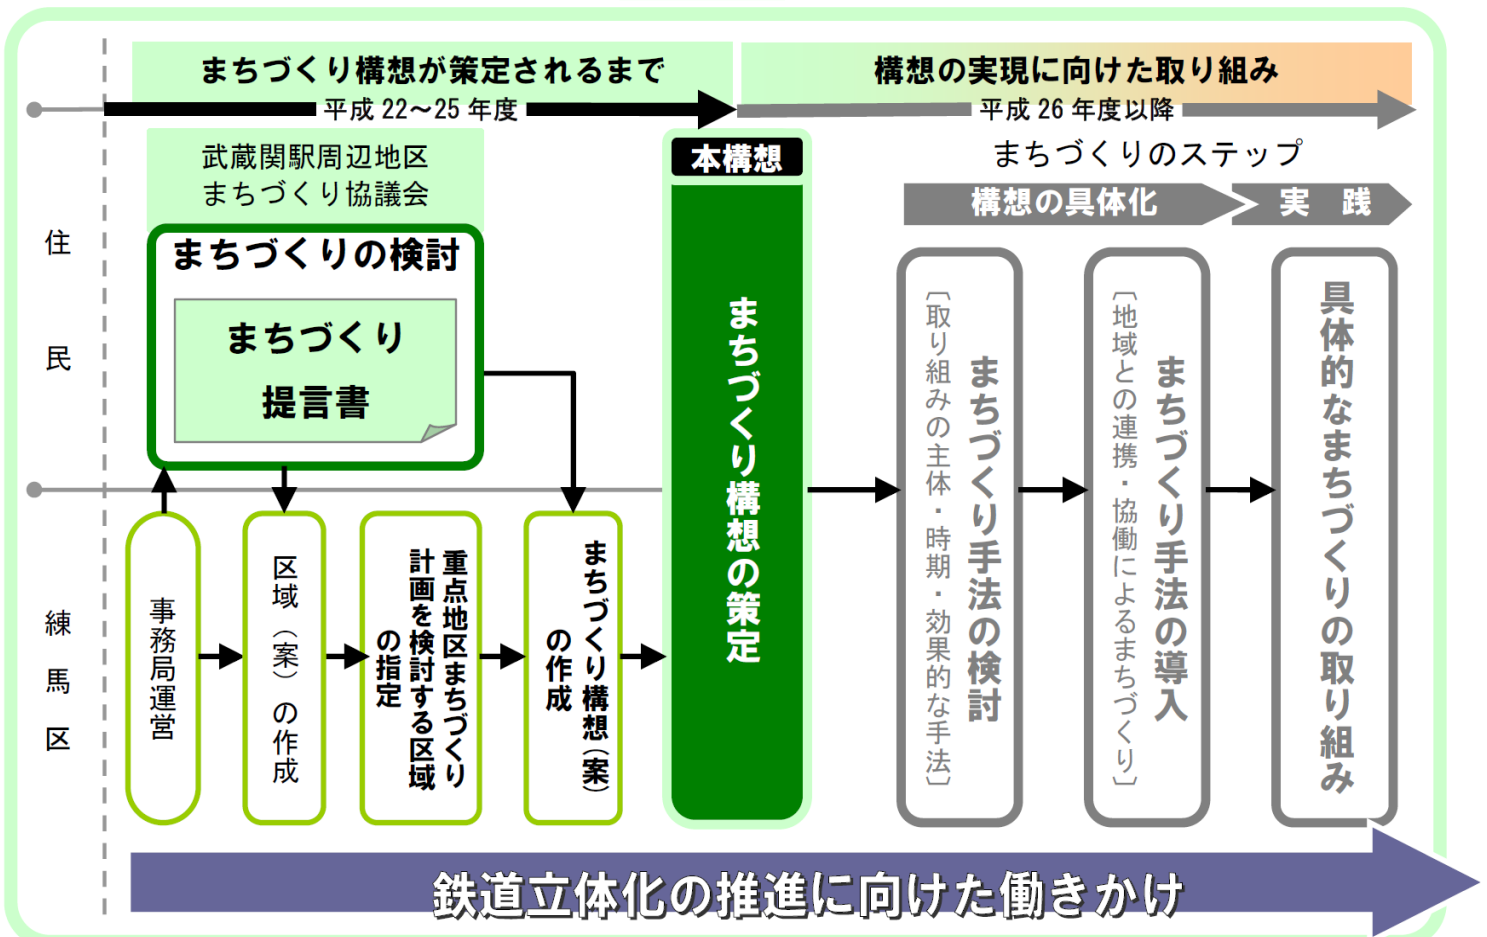 まちづくり構想が策定されるまで
構想の実現に向けた取り組み
平成 22～25 年度
平成 26 年度以降
武蔵関駅周辺地区
まちづくり協議会
本構想
まちづくりのステップ
構想の具体化
実 践
住民
まちづくりの検討
まちづくり
提言書
まちづくり構想の策定
まちづくり手法の検討
［取り組みの主体・時期・効果的な手法］
まちづくり手法の導入
［地域との連携・協働によるまちづくり］
具体的なまちづくりの取り組み
練馬区
事務局運営
区域（案）の作成
重点地区まちづくり
計画を検討する区域
の指定
まちづくり構想（案）
の作成
鉄道立体化の推進に向けた働きかけ